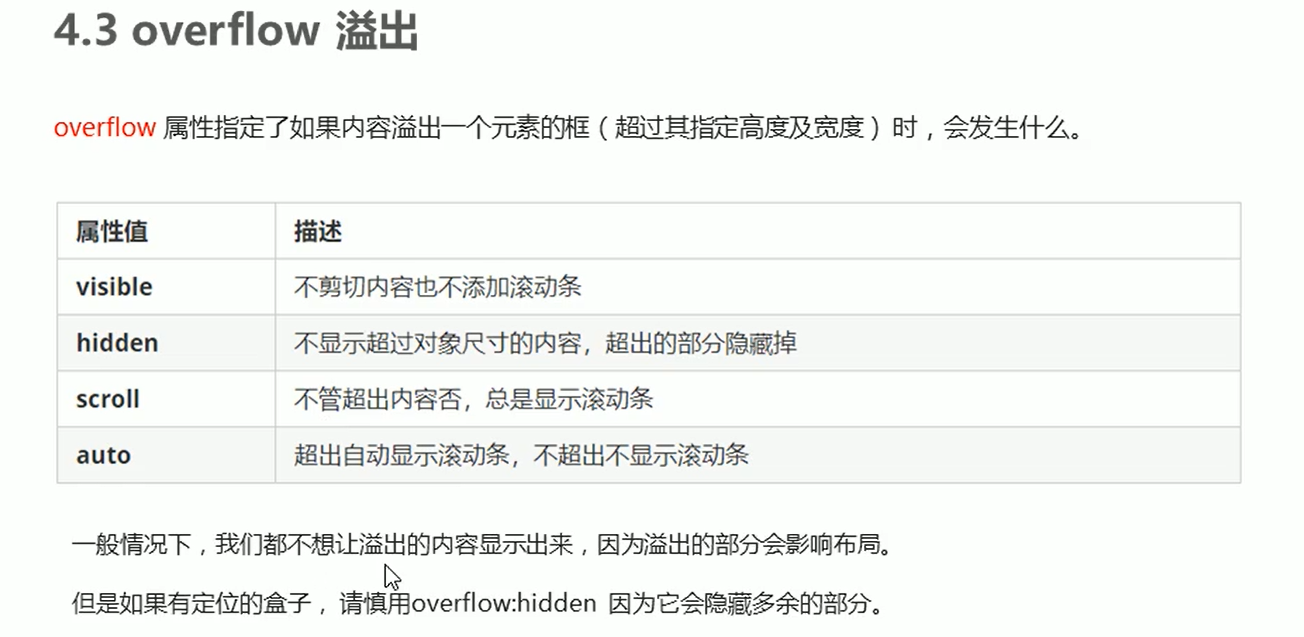 4.3 overflow 溢出
overflow 属性指定了如果内容溢出一个元素的框（超过其指定高度及宽度）时，会发生什么。
属性值 描述
visible 不剪切内容也不添加滚动条
hidden 不显示超过对象尺寸的内容，超出的部分隐藏掉
scroll 不管超出内容否，总是显示滚动条
auto 超出自动显示滚动条，不超出不显示滚动条
一般情况下，我们都不想让溢出的内容显示出来，因为溢出的部分会影响布局。
但是如果有定位的盒子，请慎用overflow:hidden 因为它会隐藏多余的部分。